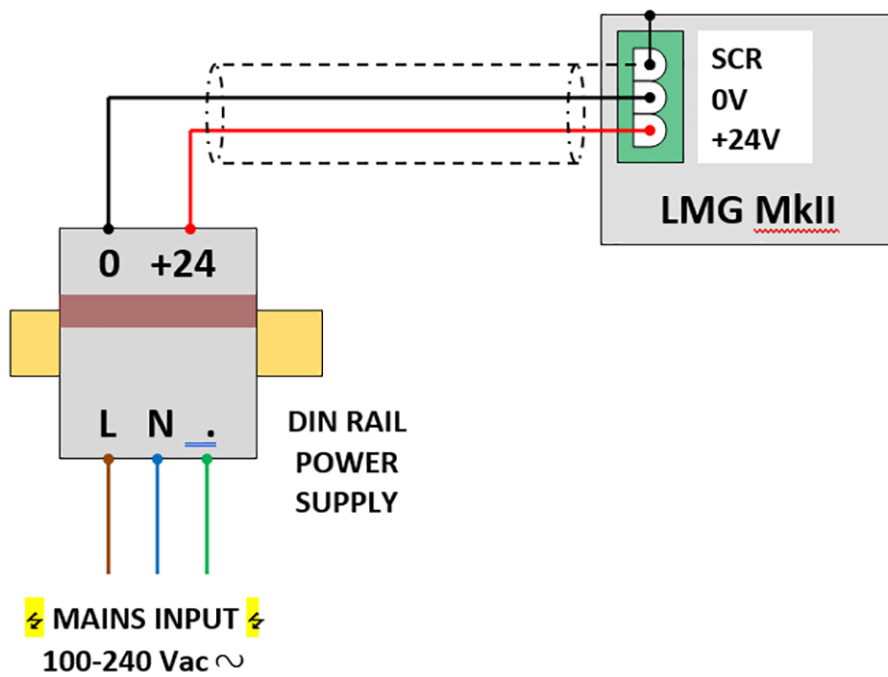 SCR
0V
+24V
LMG MkII
0 +24
L N .
DIN RAIL
POWER
SUPPLY
MAINS INPUT
100-240 Vac ~